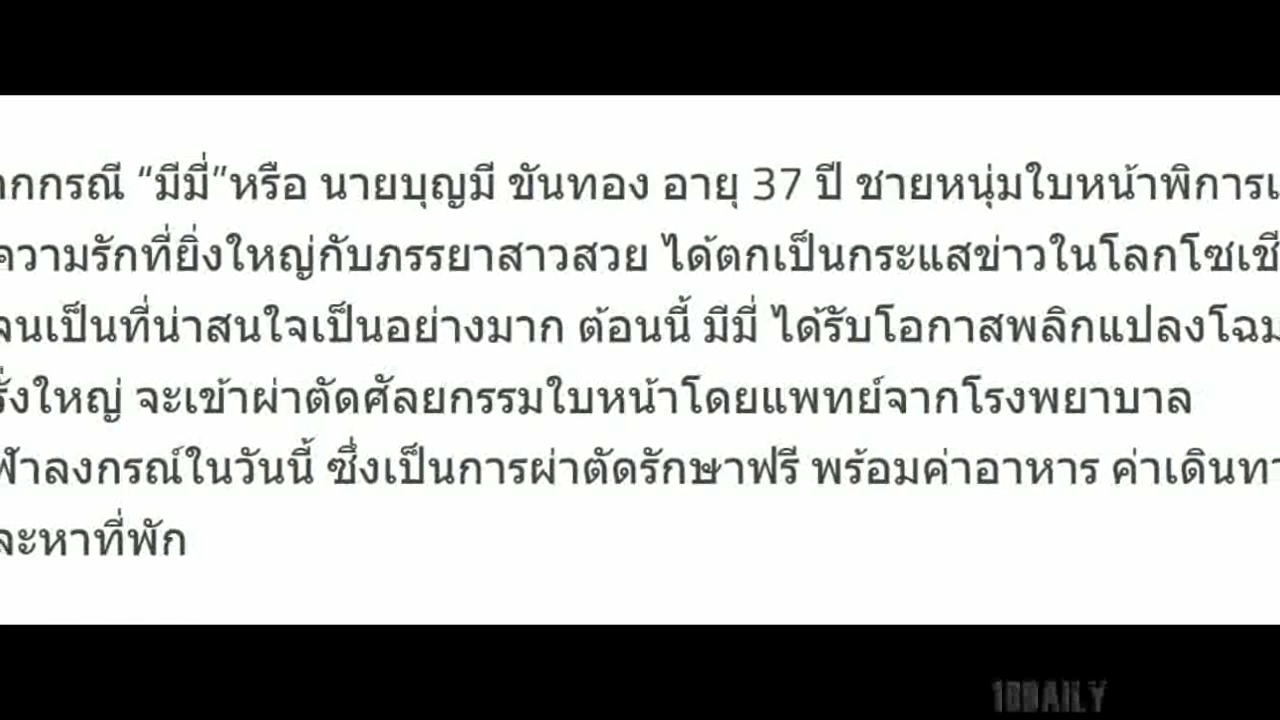 ากกรณี “มีมี่”หรือ นายบุญมี ขันทอง อายุ 37 ปี ชายหนุ่มใบหน้าพิการเ
ความรักที่ยิ่งใหญ่กับภรรยาสาวสวย ได้ตกเป็นกระแสข่าวในโลกโซเชี
จนเป็นที่น่าสนใจเป็นอย่างมาก ต้อนนี้ มีมี่ ได้รับโอกาสพลิกแปลงโฉม
รั้งใหญ่ จะเข้าผ่าตัดศัลยกรรมใบหน้าโดยแพทย์จากโรงพยาบาล
ฬาลงกรณ์ในวันนี้ ซึ่งเป็นการผ่าตัดรักษาฟรี พร้อมค่าอาหาร ค่าเดินทา
ละหาที่พัก
108DAILY